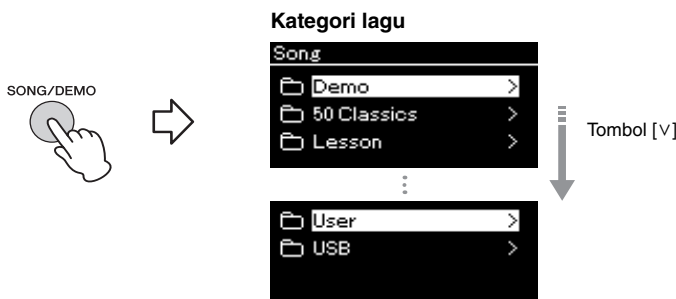 Kategori lagu
Song
SONG/DEMO
Demo >
50 Classics >
Lesson >
Tombol [∨]
User >
USB >